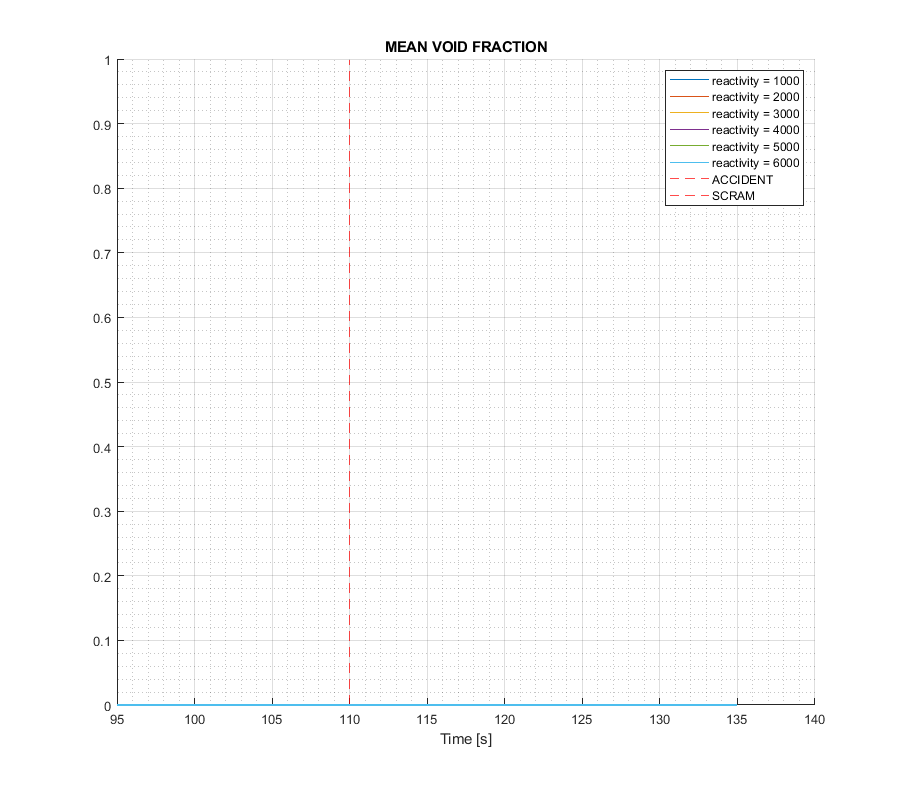 MEAN VOID FRACTION
reactivity = 1000
reactivity = 2000
reactivity = 3000
reactivity = 4000
reactivity = 5000
reactivity = 6000
ACCIDENT
SCRAM
1
0.9
0.8
0.7
0.6
0.5
0.4
0.3
0.2
0.1
0
95 100 105 110 115 120 125 130 135 140
Time [s]